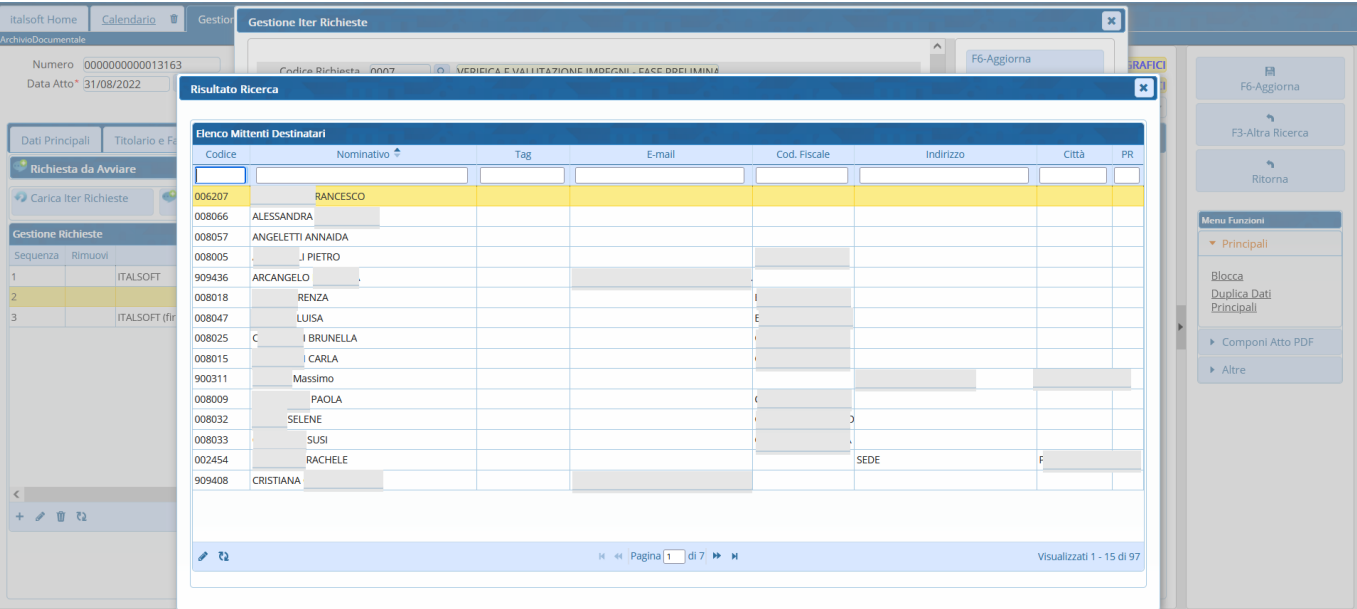 italsoft Home Calendario Gestion
Gestione Iter Richieste
ArchivioDocumentale
Numero 0000000000013163
Data Atto* 31/08/2022
Codice Richiesta 0007 VERIFICA E VALUTAZIONE IMPEGNI - FASE PRELIMINA
F6-Aggiorna
GRAFICI
F6-Aggiorna
F3-Altra Ricerca
Ritorna
Risultato Ricerca
Dati Principali Titolario e Fa
Richiesta da Avviare
Carica Iter Richieste
Gestione Richieste
Sequenza Rimuovi
1 ITALSOFT
2
3 ITALSOFT (fir
Elenco Mittenti Destinatari
Codice Nominativo Tag E-mail Cod. Fiscale Indirizzo Città PR
006207 RANCESCO
008066 ALESSANDRA
008057 ANGELETTI ANNAIDA
008005 I PIETRO
909436 ARCANGELO
008018 RENZA
008047 LUISA
008025 C I BRUNELLA
008015 I CARLA
900311 Massimo
008009 PAOLA
008032 SELENE
008033 SUSI
002454 RACHELE SEDE
909408 CRISTIANA
Pagina 1 di 7
Visualizzati 1 - 15 di 97
Menu Funzioni
Principali
Blocca
Duplica Dati
Principali
Componi Atto PDF
Altre